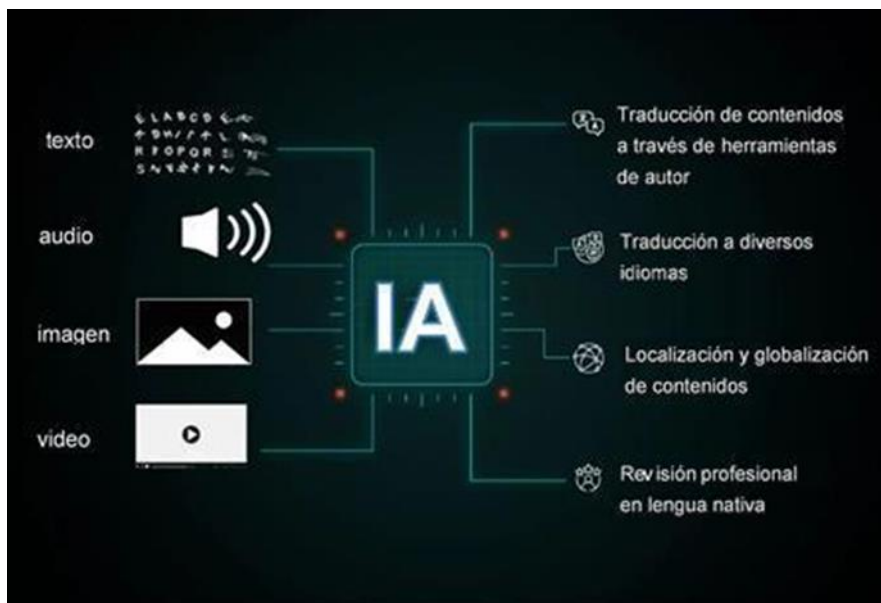 texto
audio
imagen
video
IA
Traducción de contenidos
a través de herramientas
de autor
Traducción a diversos
idiomas
Localización y globalización
de contenidos
Revisión profesional
en lengua nativa